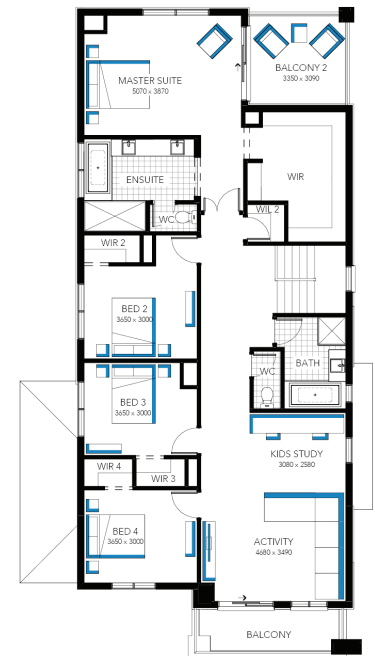 MASTER SUITE
5070 x 3870
BALCONY 2
3350 x 3090
ENSUITE
WIR
WC
WIL 2
WIR 2
BED 2
3650 x 3000
BATH
WC
BED 3
3650 x 3000
KIDS STUDY
3080 x 2580
WIR 4
WIR 3
BED 4
3650 x 3000
ACTIVITY
4680 x 3490
BALCONY